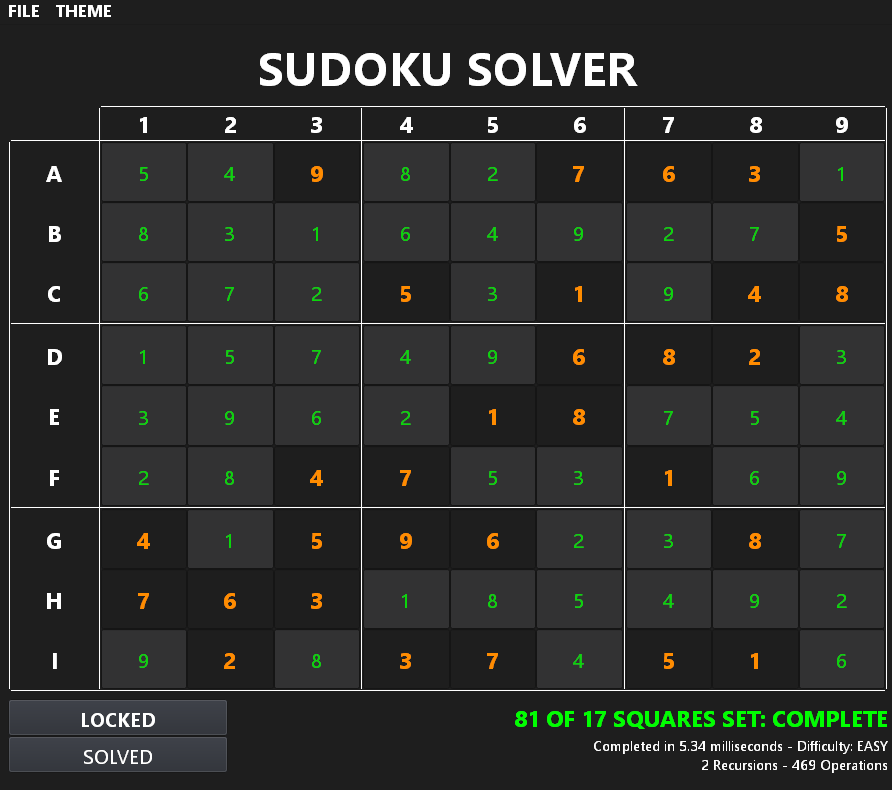 FILE THEME
SUDOKU SOLVER
1 2 3 4 5 6 7 8 9
A 5 4 9 8 2 7 6 3 1
B 8 3 1 6 4 9 2 7 5
C 6 7 2 5 3 1 9 4 8
D 1 5 7 4 9 6 8 2 3
E 3 9 6 2 1 8 7 5 4
F 2 8 4 7 5 3 1 6 9
G 4 1 5 9 6 2 3 8 7
H 7 6 3 1 8 5 4 9 2
I 9 2 8 3 7 4 5 1 6
LOCKED
SOLVED
81 OF 17 SQUARES SET: COMPLETE
Completed in 5.34 milliseconds - Difficulty: EASY
2 Recursions - 469 Operations